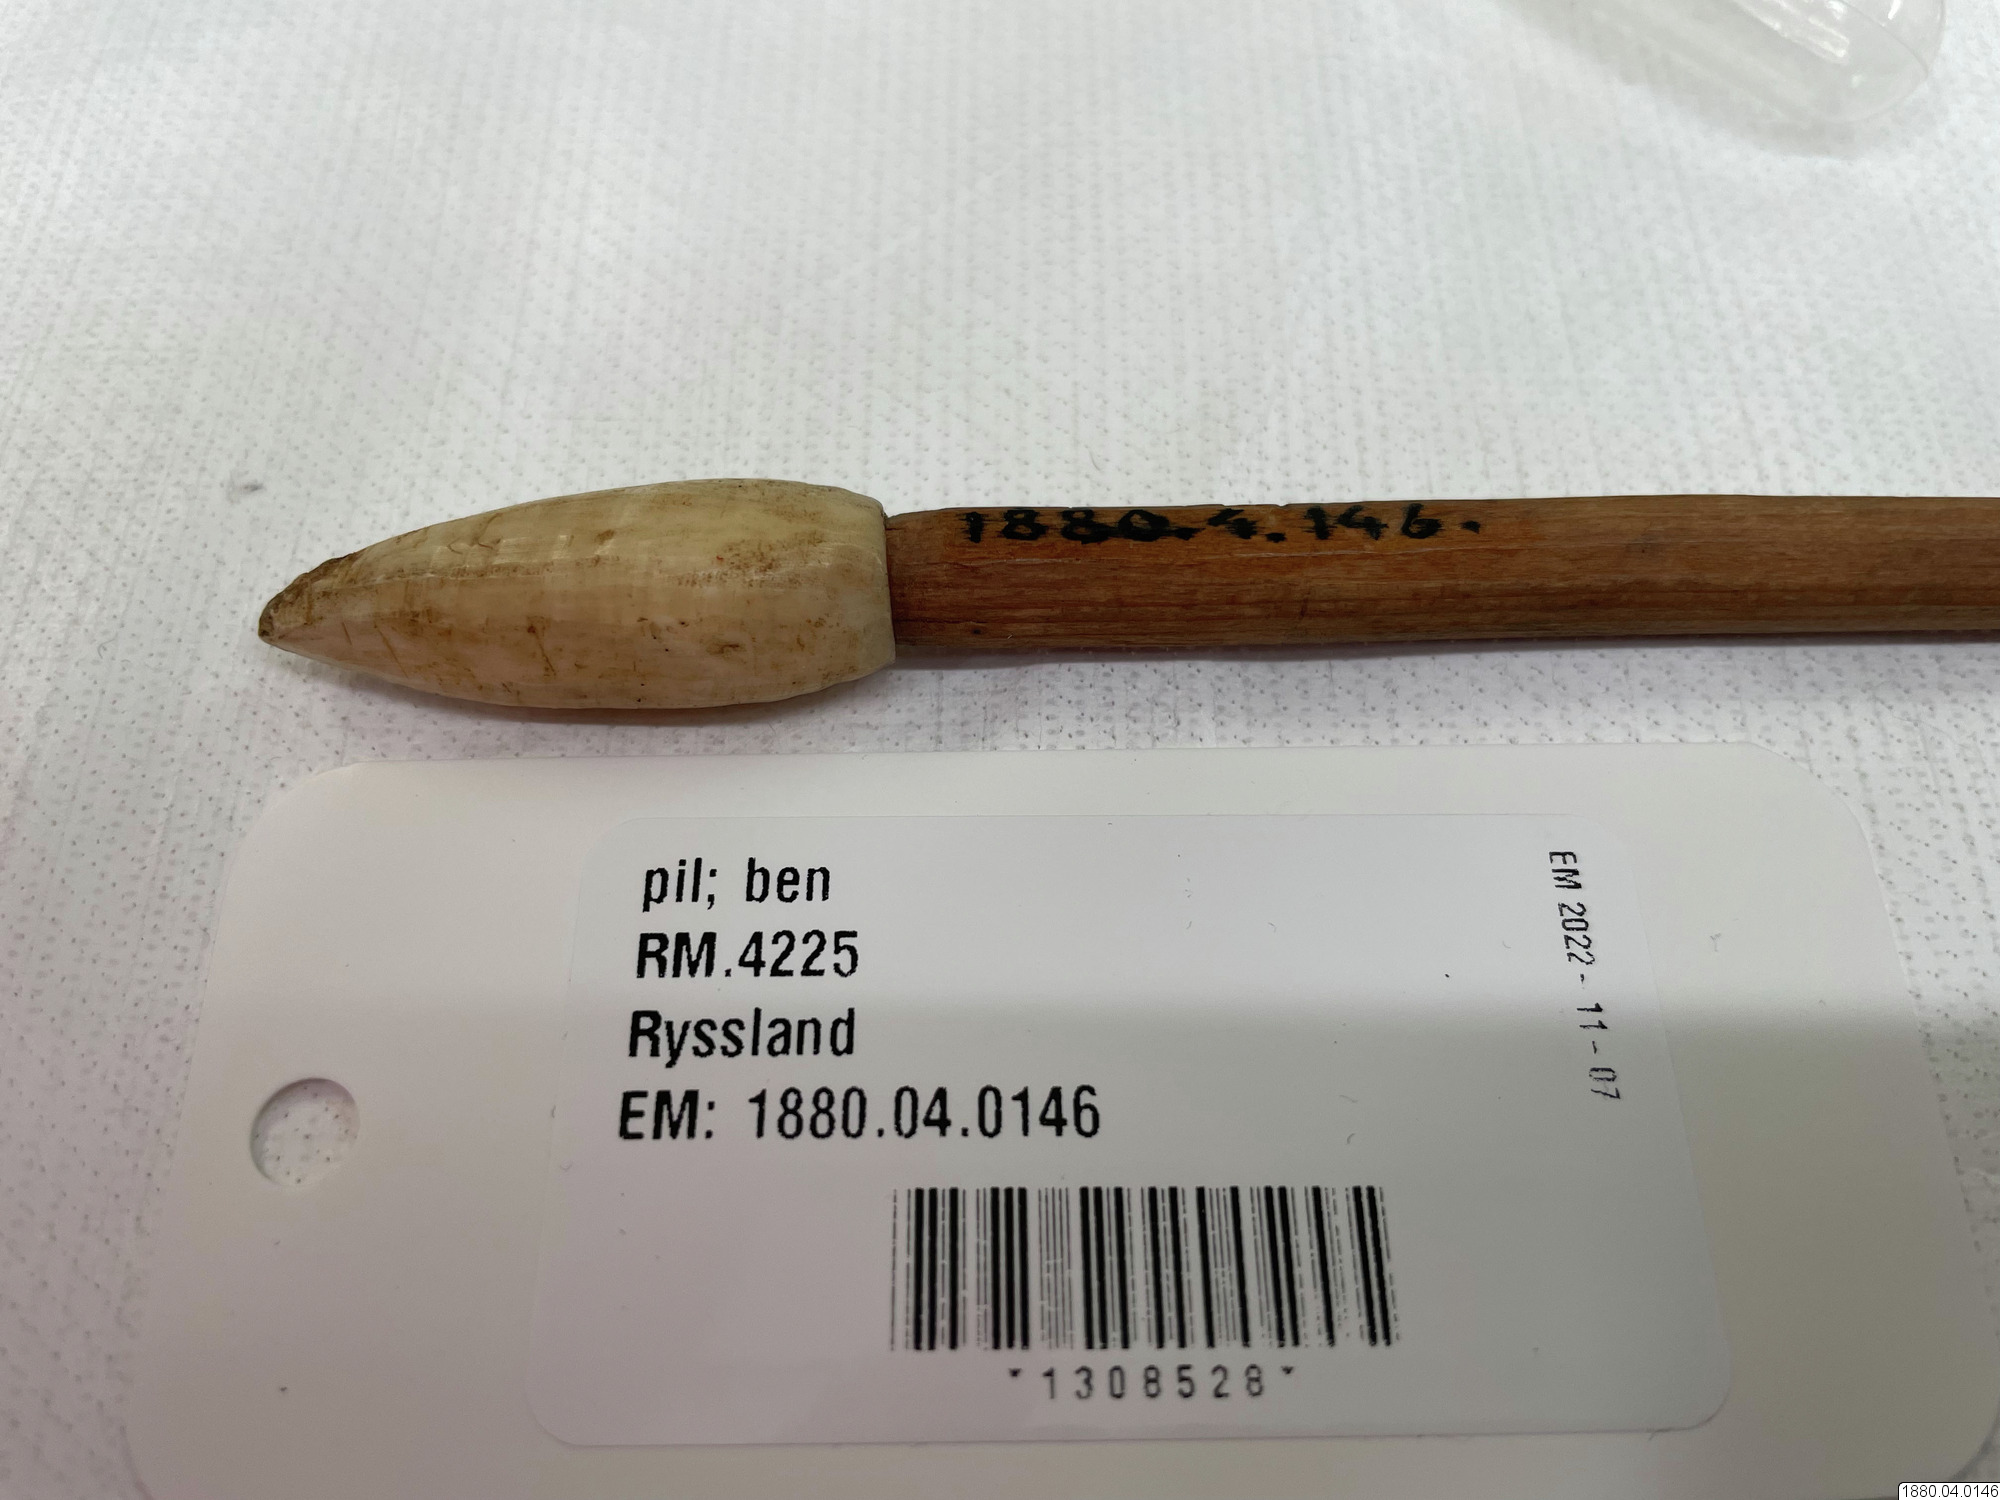 1880.4.146.
pil; ben
RM.4225
Ryssland
EM: 1880.04.0146
EM 2022-11-07
*1308528*
1880.04.0146